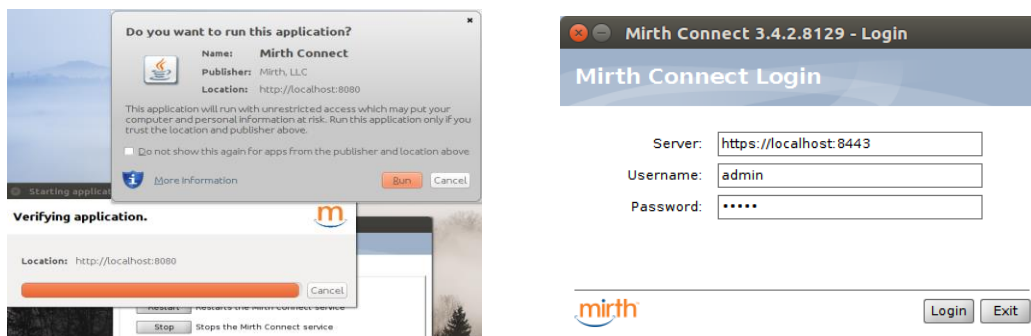 Do you want to run this application?
Name: Mirth Connect
Publisher: Mirth, LLC
Location: http://localhost:8080
This application will run with unrestricted access which may put your
computer and personal information at risk. Run this application only if you
trust the location and publisher above.
Do not show this again for apps from the publisher and location above
More Information
Run Cancel
Starting applicat
Verifying application.
m
Location: http://localhost:8080
Cancel
Restart Restarts the Mirth Connect service
Stop Stops the Mirth Connect service
Mirth Connect 3.4.2.8129 - Login
Mirth Connect Login
Server: https://localhost:8443
Username: admin
Password: •••••
mirth
Login Exit